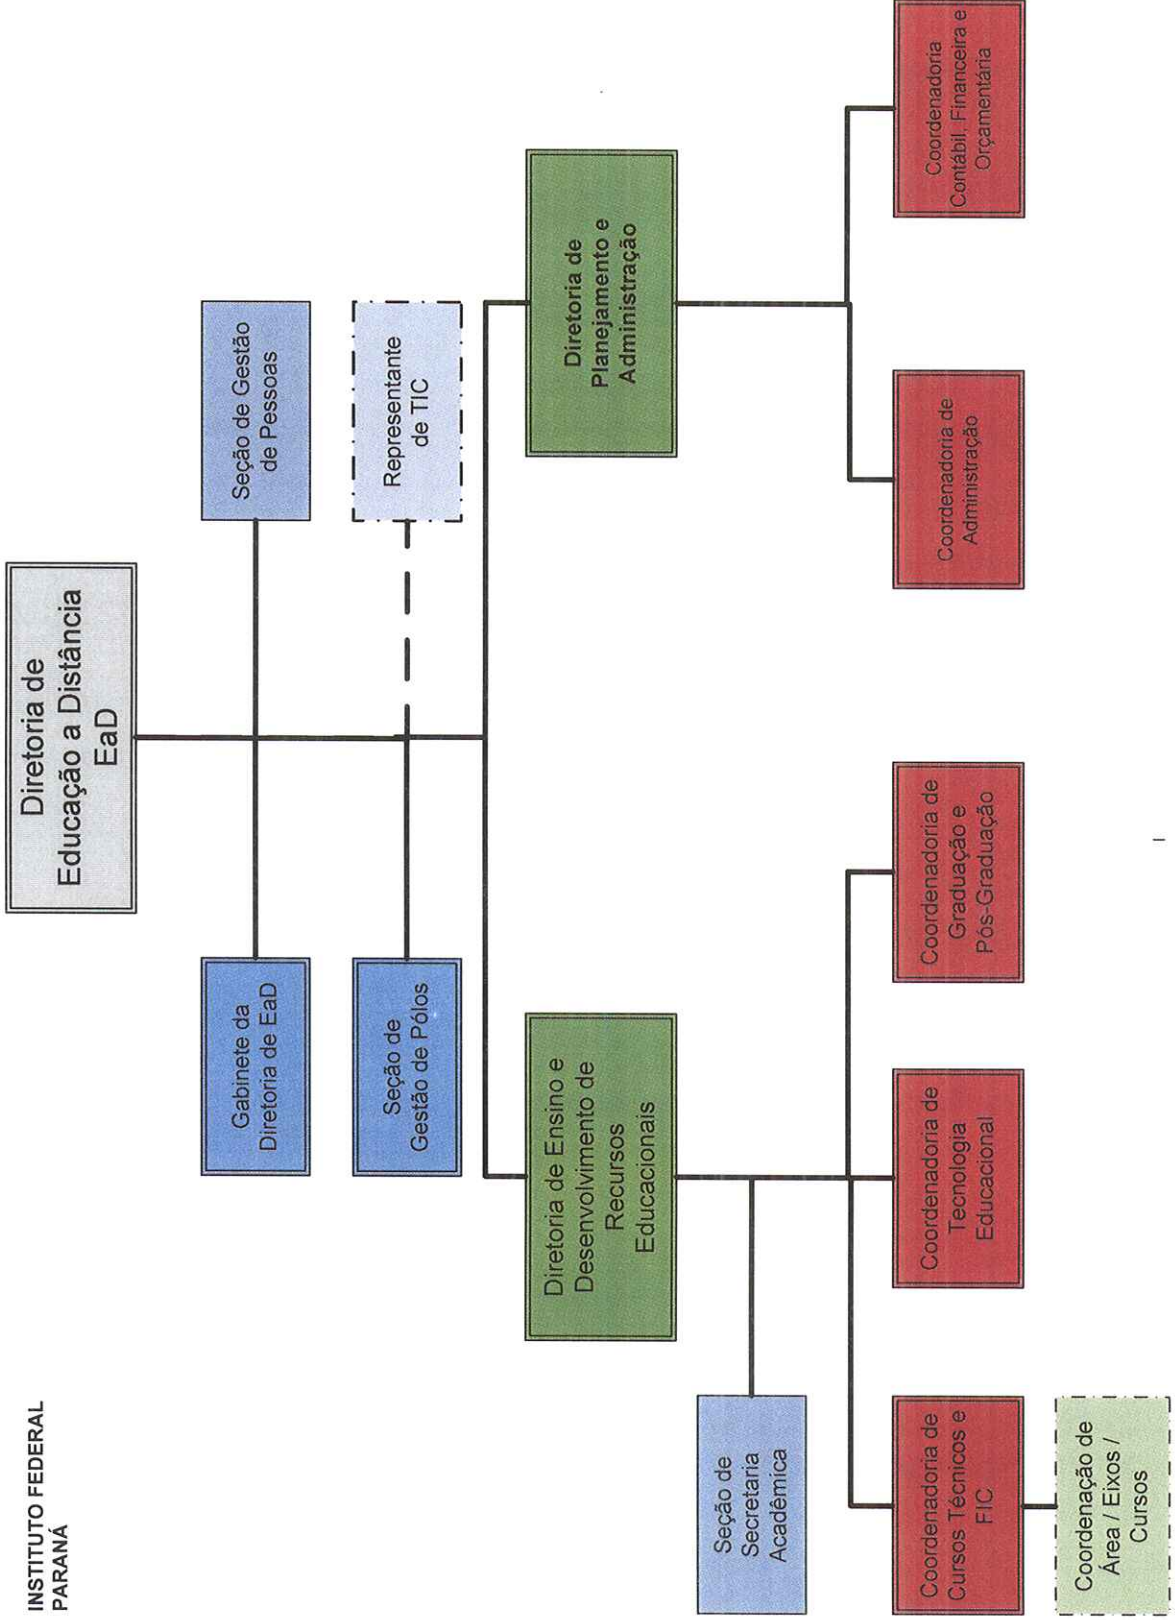 INSTITUTO FEDERAL
PARANÁ
Diretoria de
Educação a Distância
EaD
Gabinete da
Diretoria de EaD
Seção de Gestão
de Pessoas
Seção de
Gestão de Pólos
Representante
de TIC
Diretoria de Ensino e
Desenvolvimento de
Recursos
Educacionais
Diretoria de
Planejamento e
Administração
Seção de
Secretaria
Acadêmica
Coordenadoria de
Cursos Técnicos e
FIC
Coordenadoria de
Tecnologia
Educacional
Coordenadoria de
Graduação e
Pós-Graduação
Coordenadoria de
Administração
Coordenadoria
Contábil, Financeira e
Orçamentária
Coordenação de
Área / Eixos /
Cursos